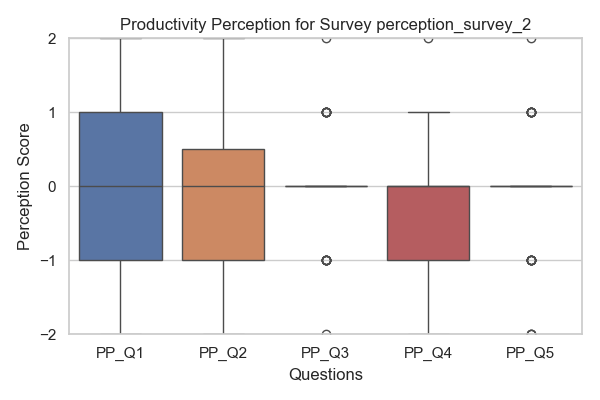 Productivity Perception for Survey perception_survey_2
Perception Score
2
1
0
−1
−2
PP_Q1 PP_Q2 PP_Q3 PP_Q4 PP_Q5
Questions